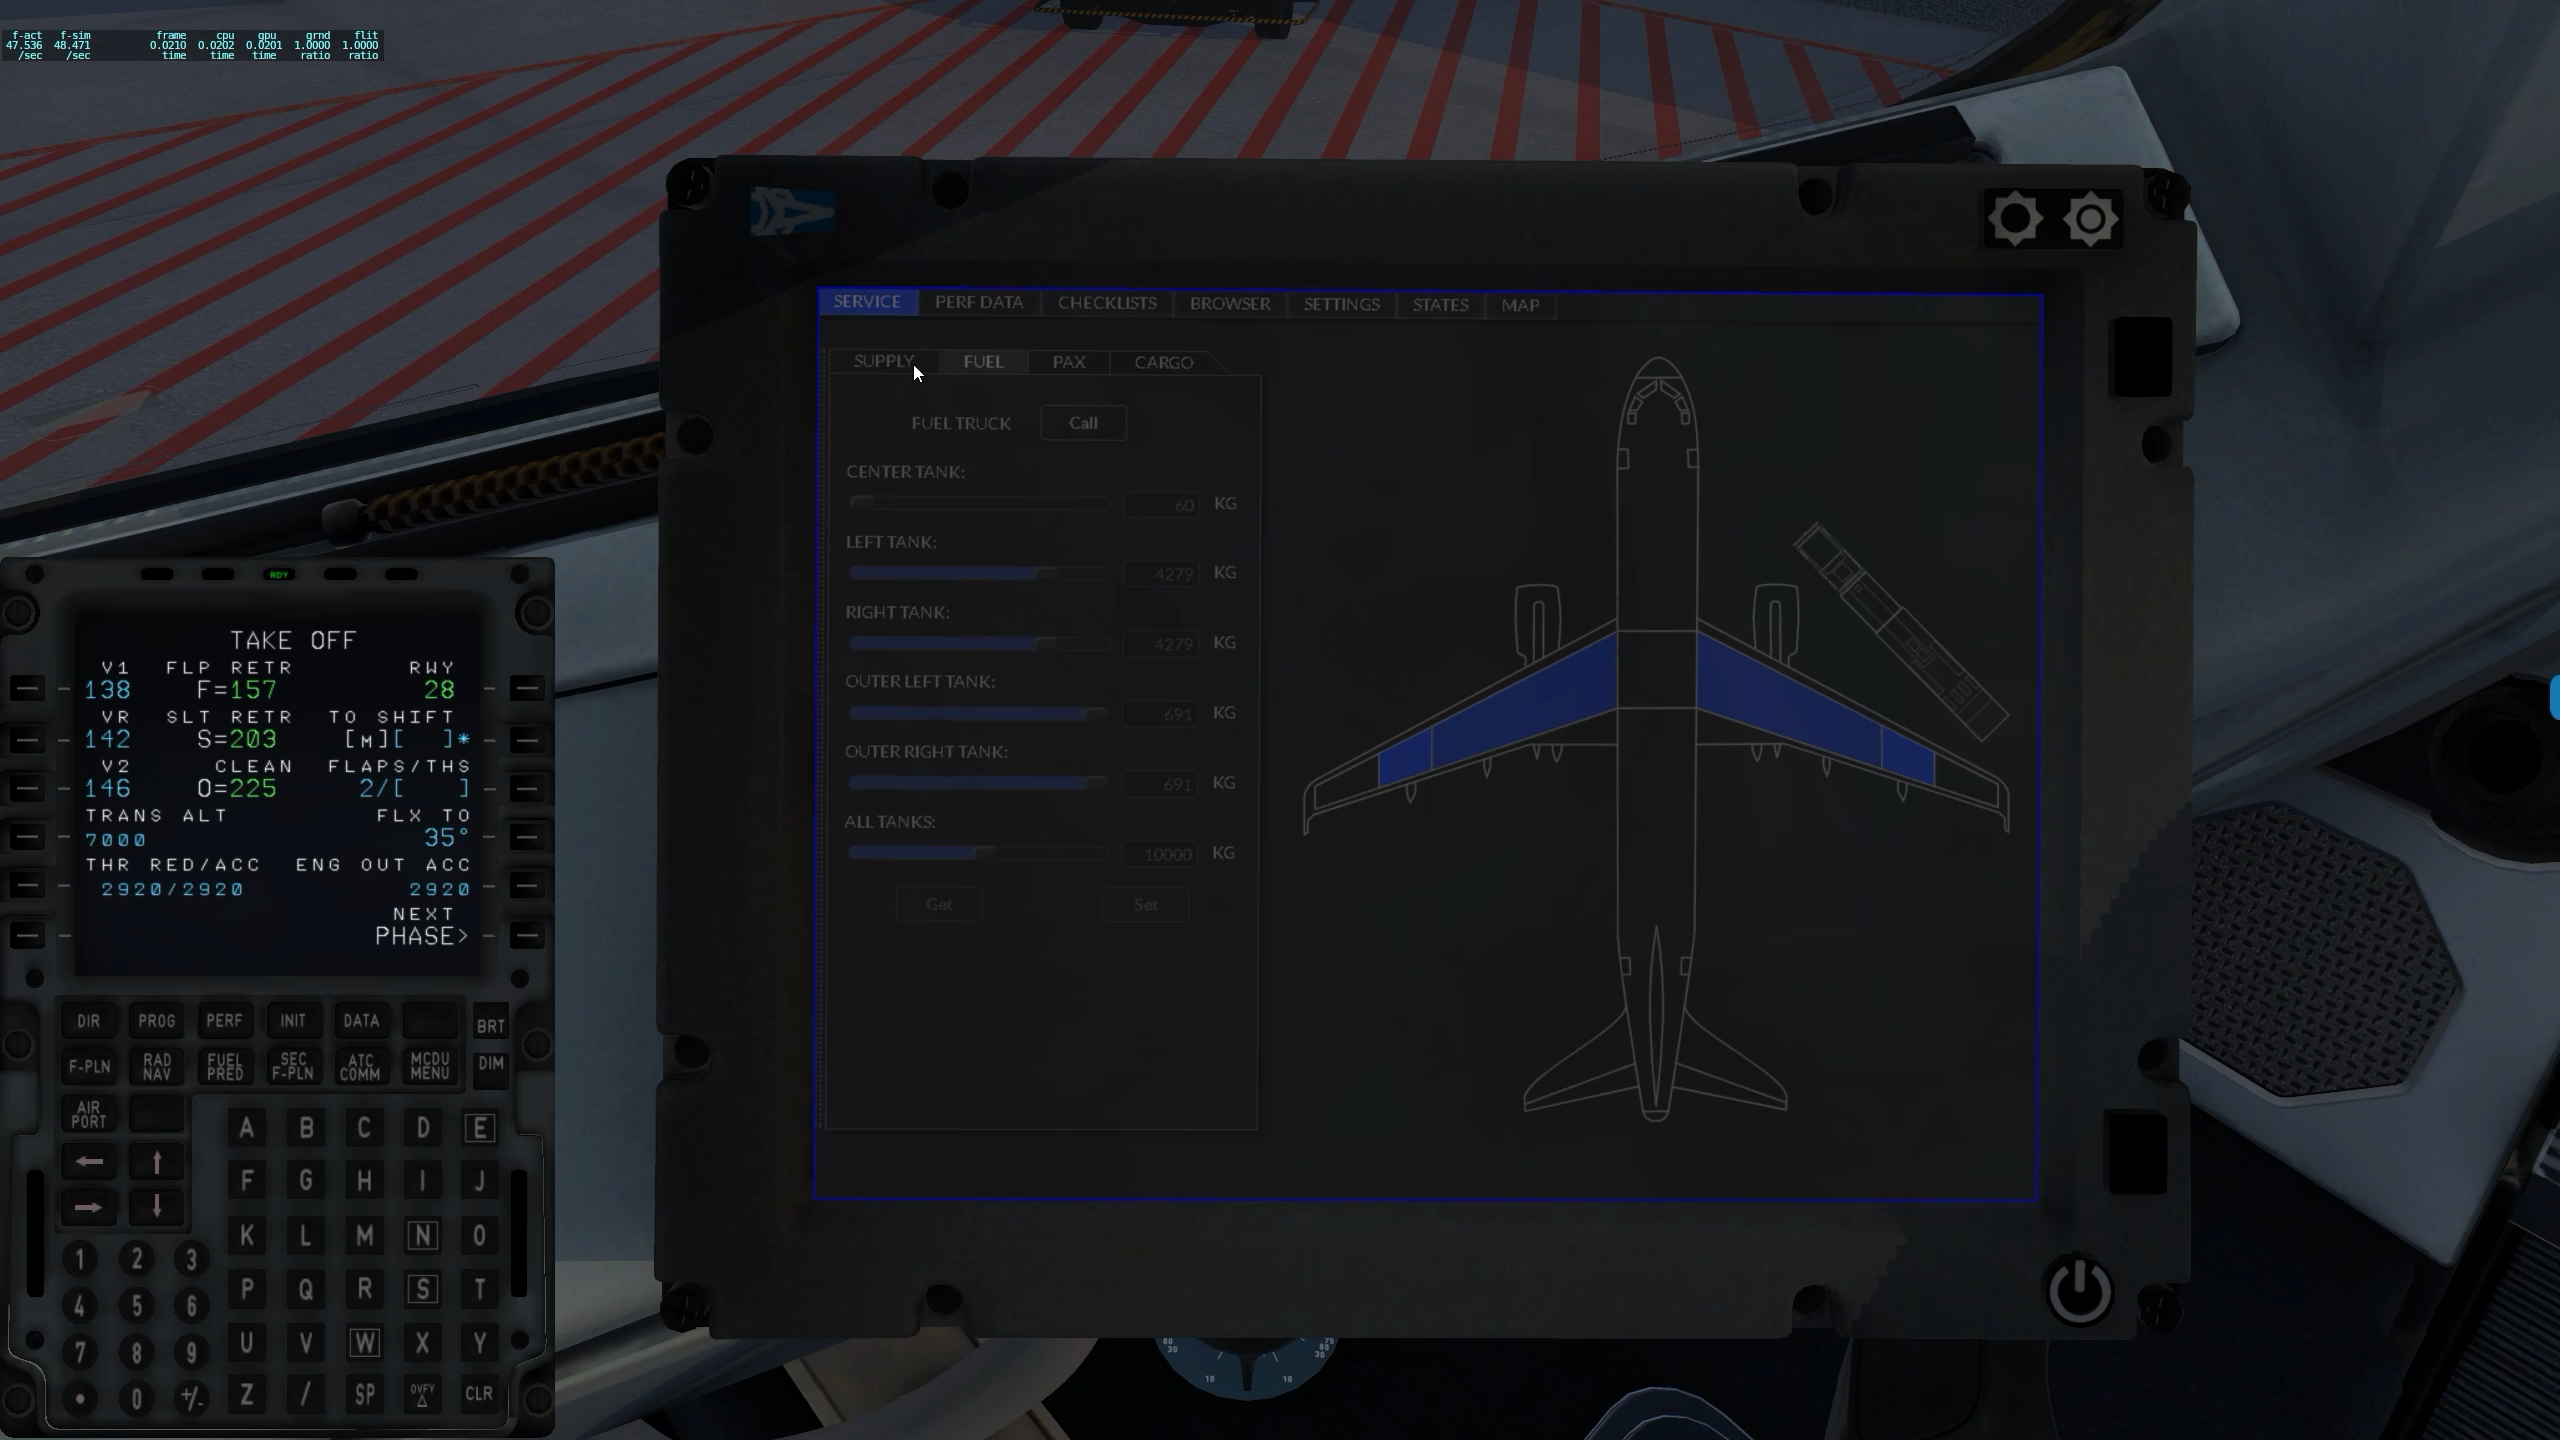 f-act f-sim frame cpu gpu grnd flit
47.536 48.471 0.0210 0.0202 0.0201 1.0000 1.0000
/sec /sec time time time ratio ratio
SERVICE PERF DATA CHECKLISTS BROWSER SETTINGS STATES MAP
SUPPLY FUEL PAX CARGO
FUEL TRUCK Call
CENTER TANK:
60 KG
LEFT TANK:
4279 KG
RIGHT TANK:
4279 KG
OUTER LEFT TANK:
691 KG
OUTER RIGHT TANK:
691 KG
ALL TANKS:
10000 KG
Get Set
RDY
TAKE OFF
V1 FLP RETR RWY
138 F=157 28
VR SLT RETR TO SHIFT
142 S=203 [M][ ]*
V2 CLEAN FLAPS/THS
146 O=225 2/[ ]
TRANS ALT FLX TO
7000 35°
THR RED/ACC ENG OUT ACC
2920/2920 2920
NEXT
PHASE>
DIR PROG PERF INIT DATA BRT
F-PLN RAD NAV FUEL PRED SEC F-PLN ATC COMM MCDU MENU DIM
AIR PORT
← ↑
→ ↓
A B C D E
F G H I J
K L M N O
P Q R S T
U V W X Y
Z / SP OVFY Δ CLR
1 2 3
4 5 6
7 8 9
• 0 +/-
60 75
30 60
30
10 10